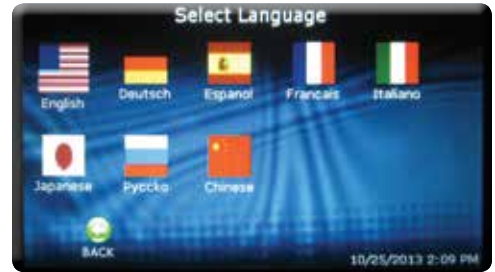 Select Language
English Deutsch Espanol Francais Italiano
Japanese Русско Chinese
BACK
10/25/2013 2:09 PM